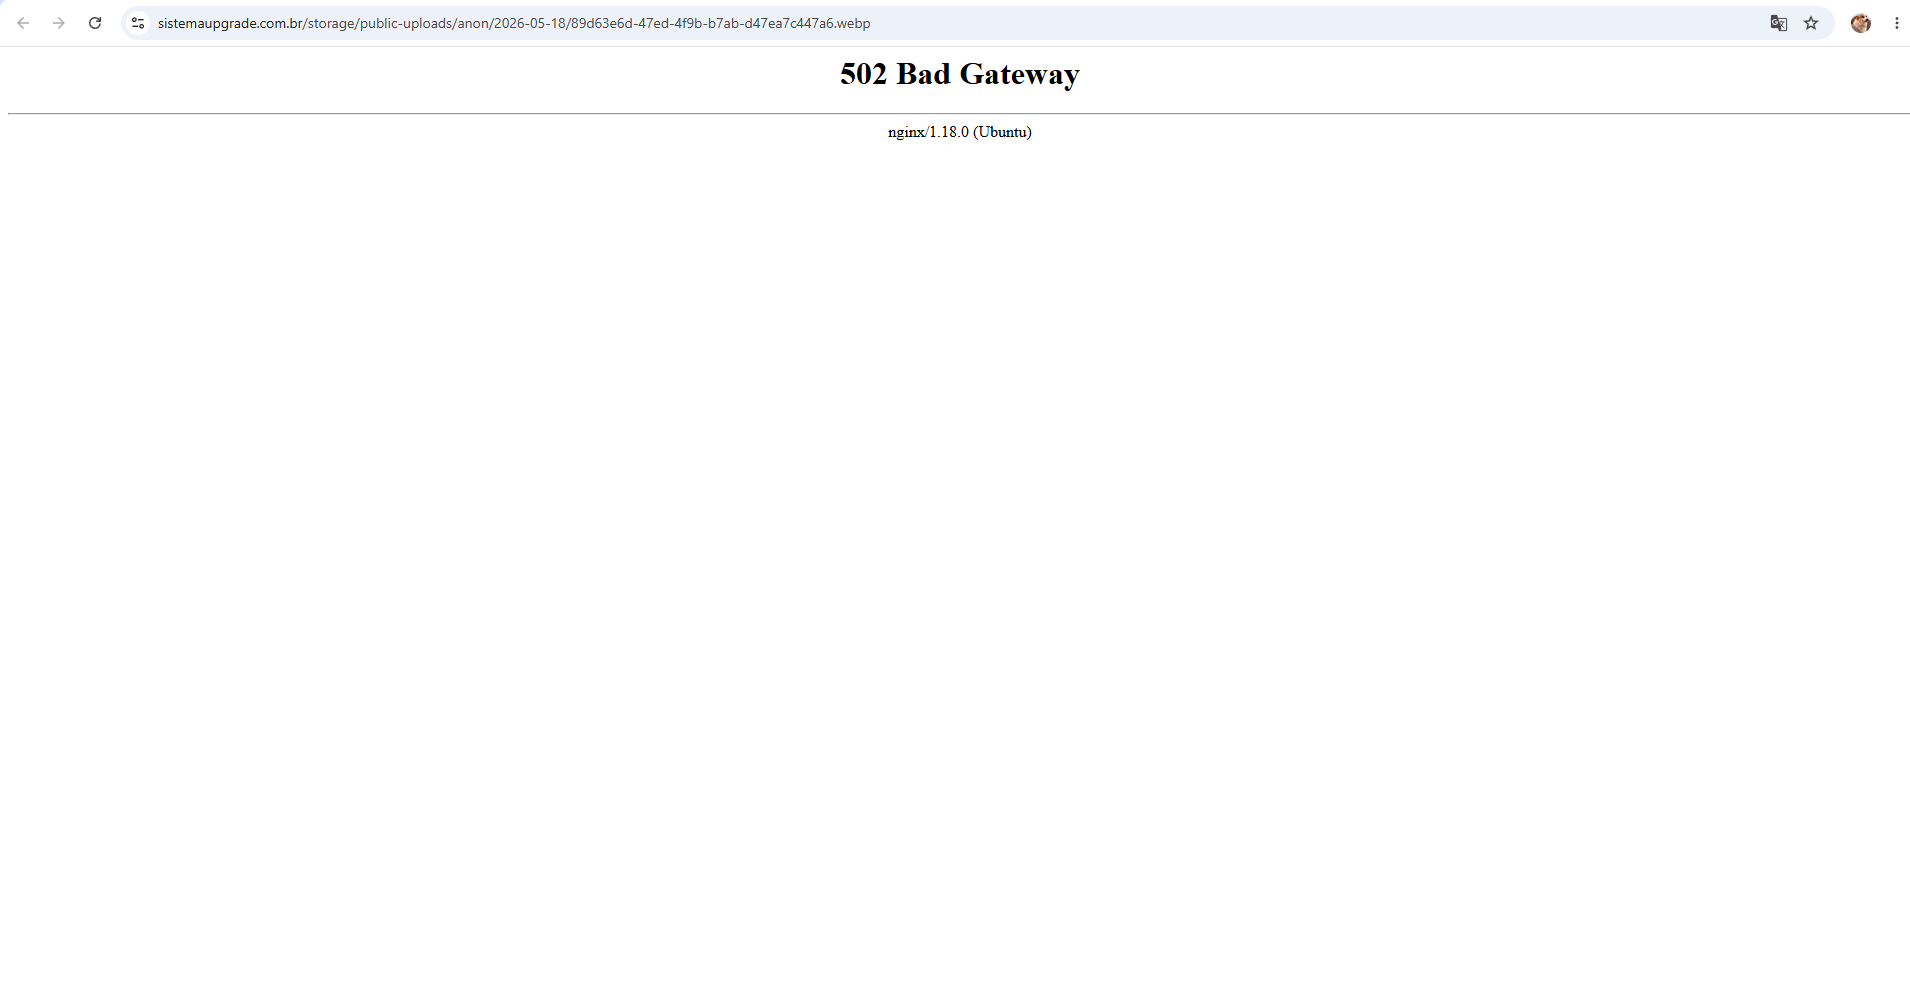 sistemaupgrade.com.br/storage/public-uploads/anon/2026-05-18/89d63e6d-47ed-4f9b-b7ab-d47ea7c447a6.webp
502 Bad Gateway
nginx/1.18.0 (Ubuntu)